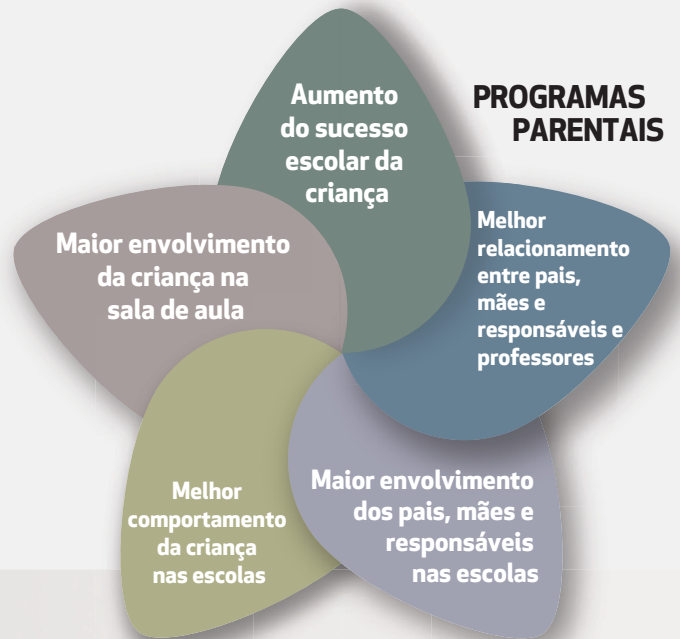 PROGRAMAS
PARENTAIS
Aumento
do sucesso
escolar da
criança
Melhor
relacionamento
entre pais,
mães e
responsáveis e
professores
Maior envolvimento
dos pais, mães e
responsáveis
nas escolas
Melhor
comportamento
da criança
nas escolas
Maior envolvimento
da criança na
sala de aula